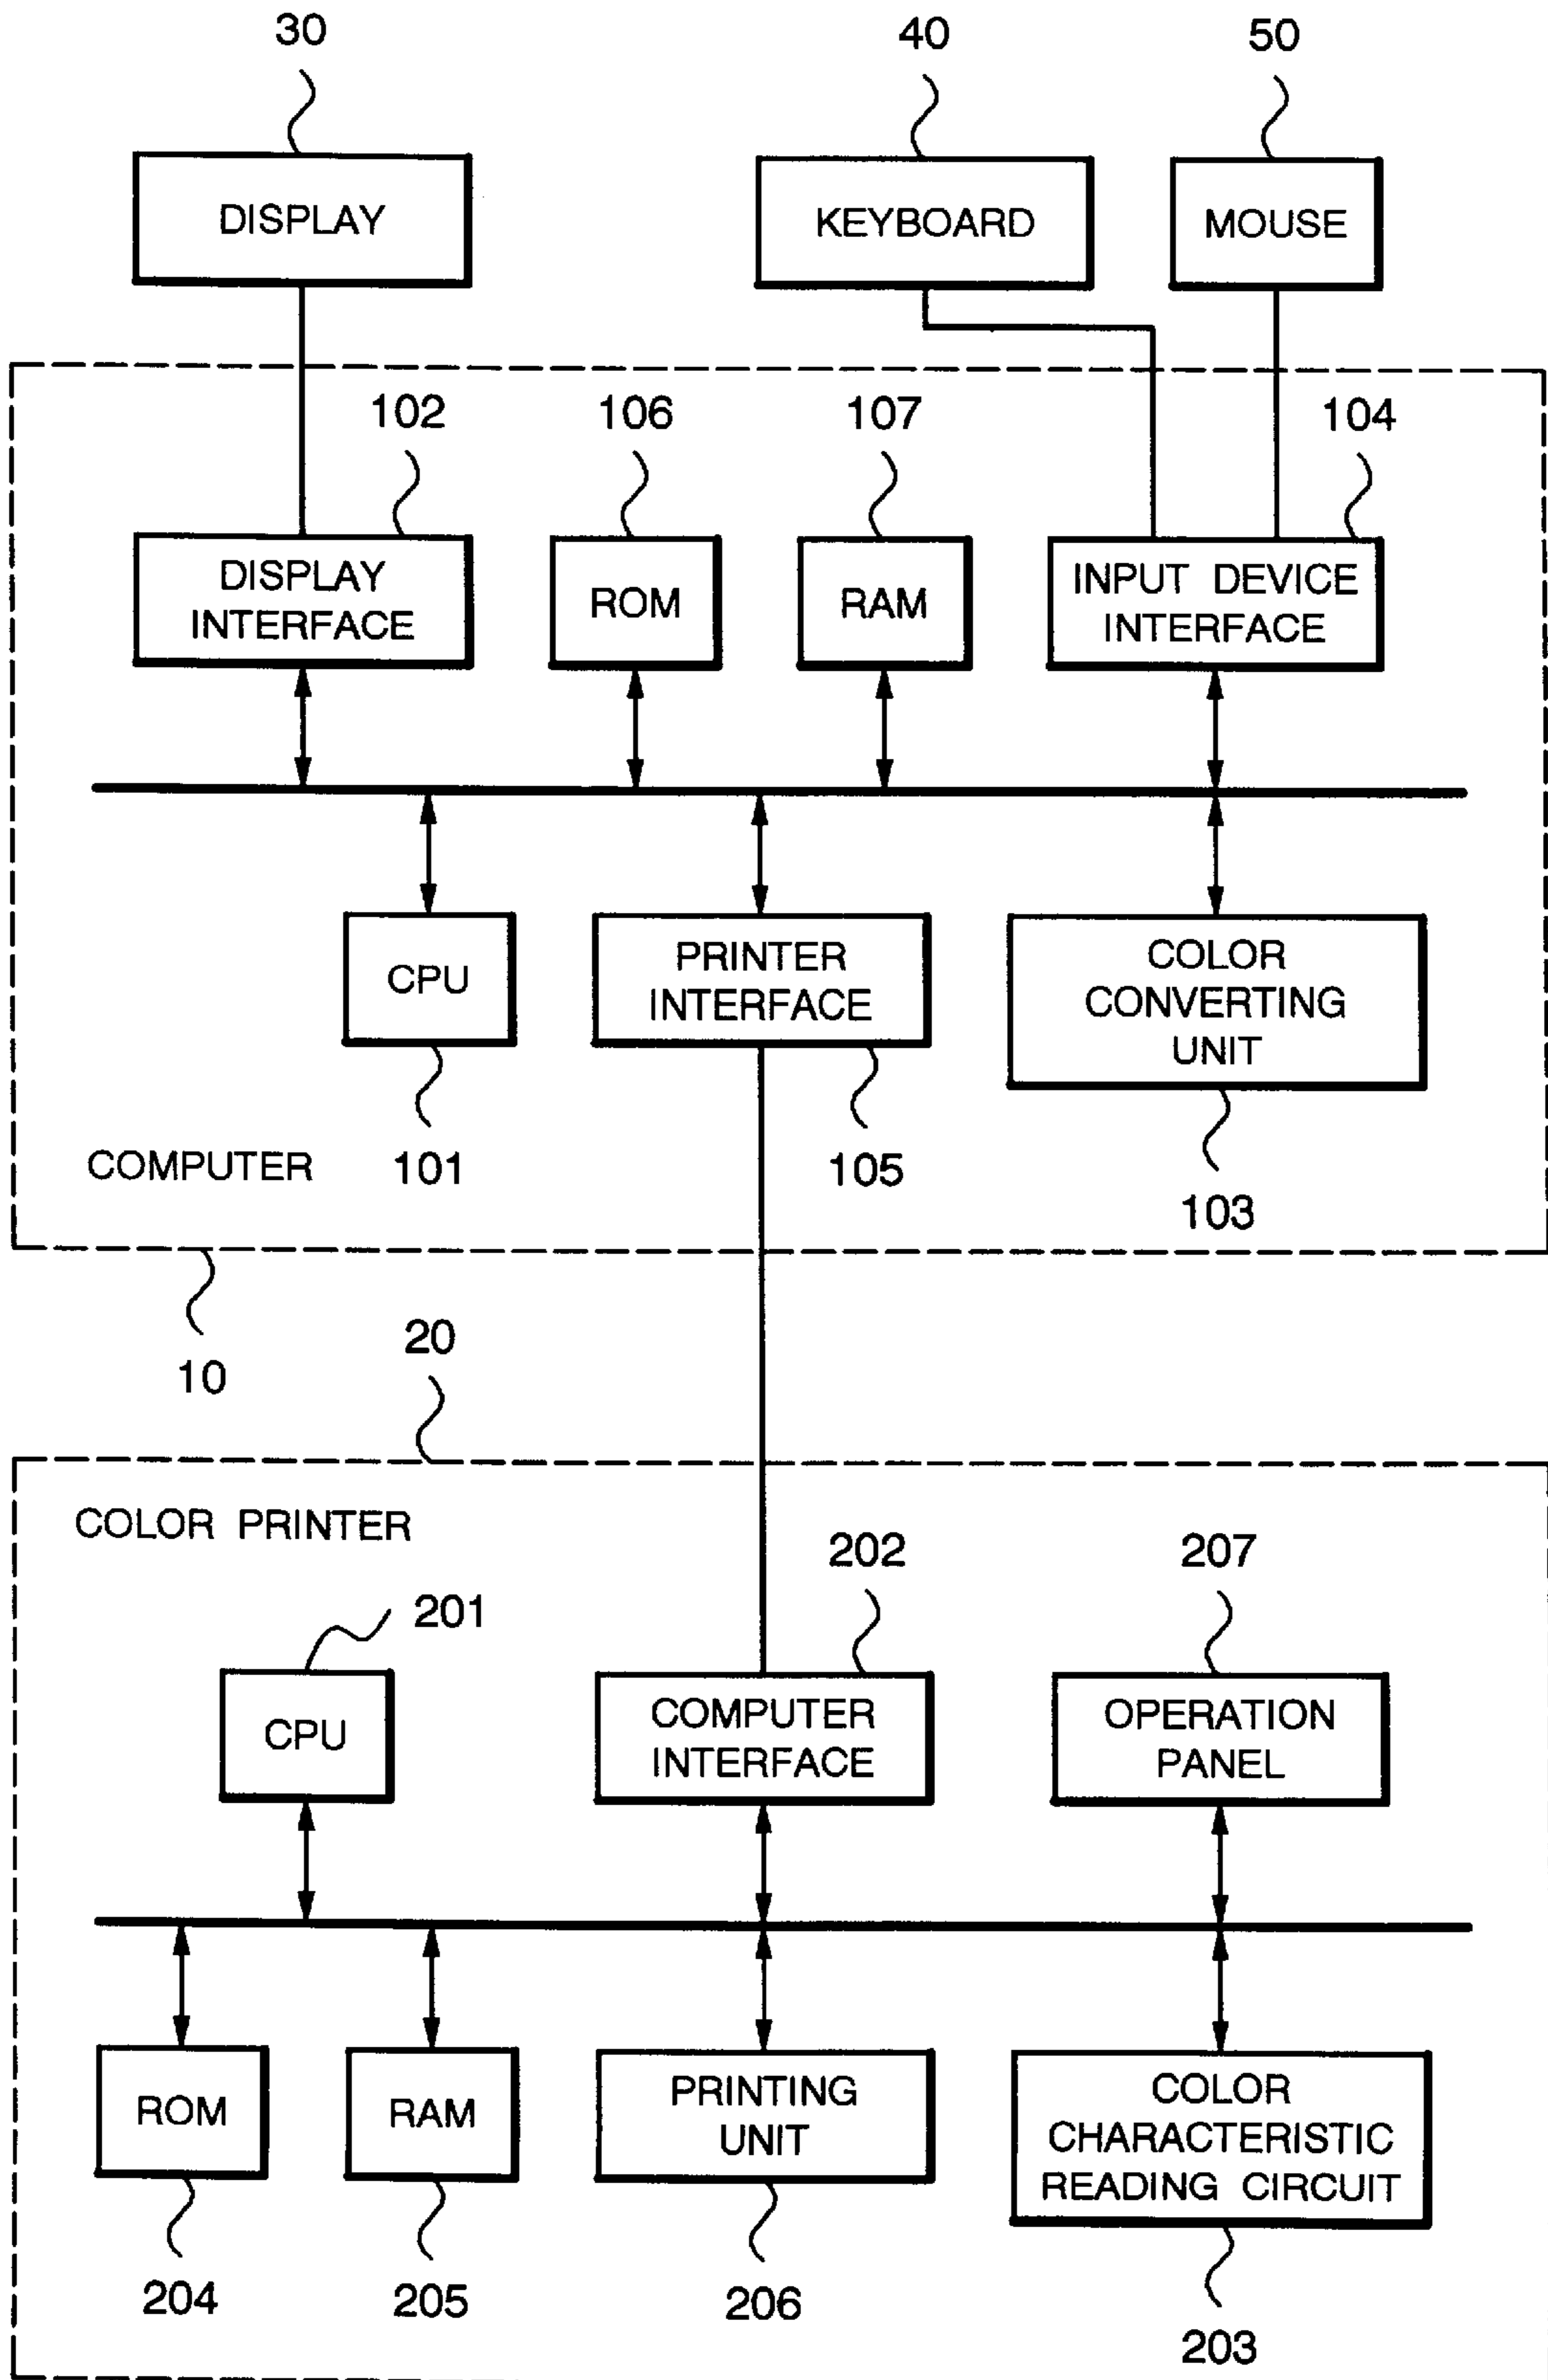 30
40
50
DISPLAY
KEYBOARD
MOUSE
102
106
107
104
DISPLAY
INTERFACE
ROM
RAM
INPUT DEVICE
INTERFACE
CPU
PRINTER
INTERFACE
COLOR
CONVERTING
UNIT
COMPUTER
101
105
103
10
20
COLOR PRINTER
201
202
207
CPU
COMPUTER
INTERFACE
OPERATION
PANEL
ROM
RAM
PRINTING
UNIT
COLOR
CHARACTERISTIC
READING CIRCUIT
204
205
206
203